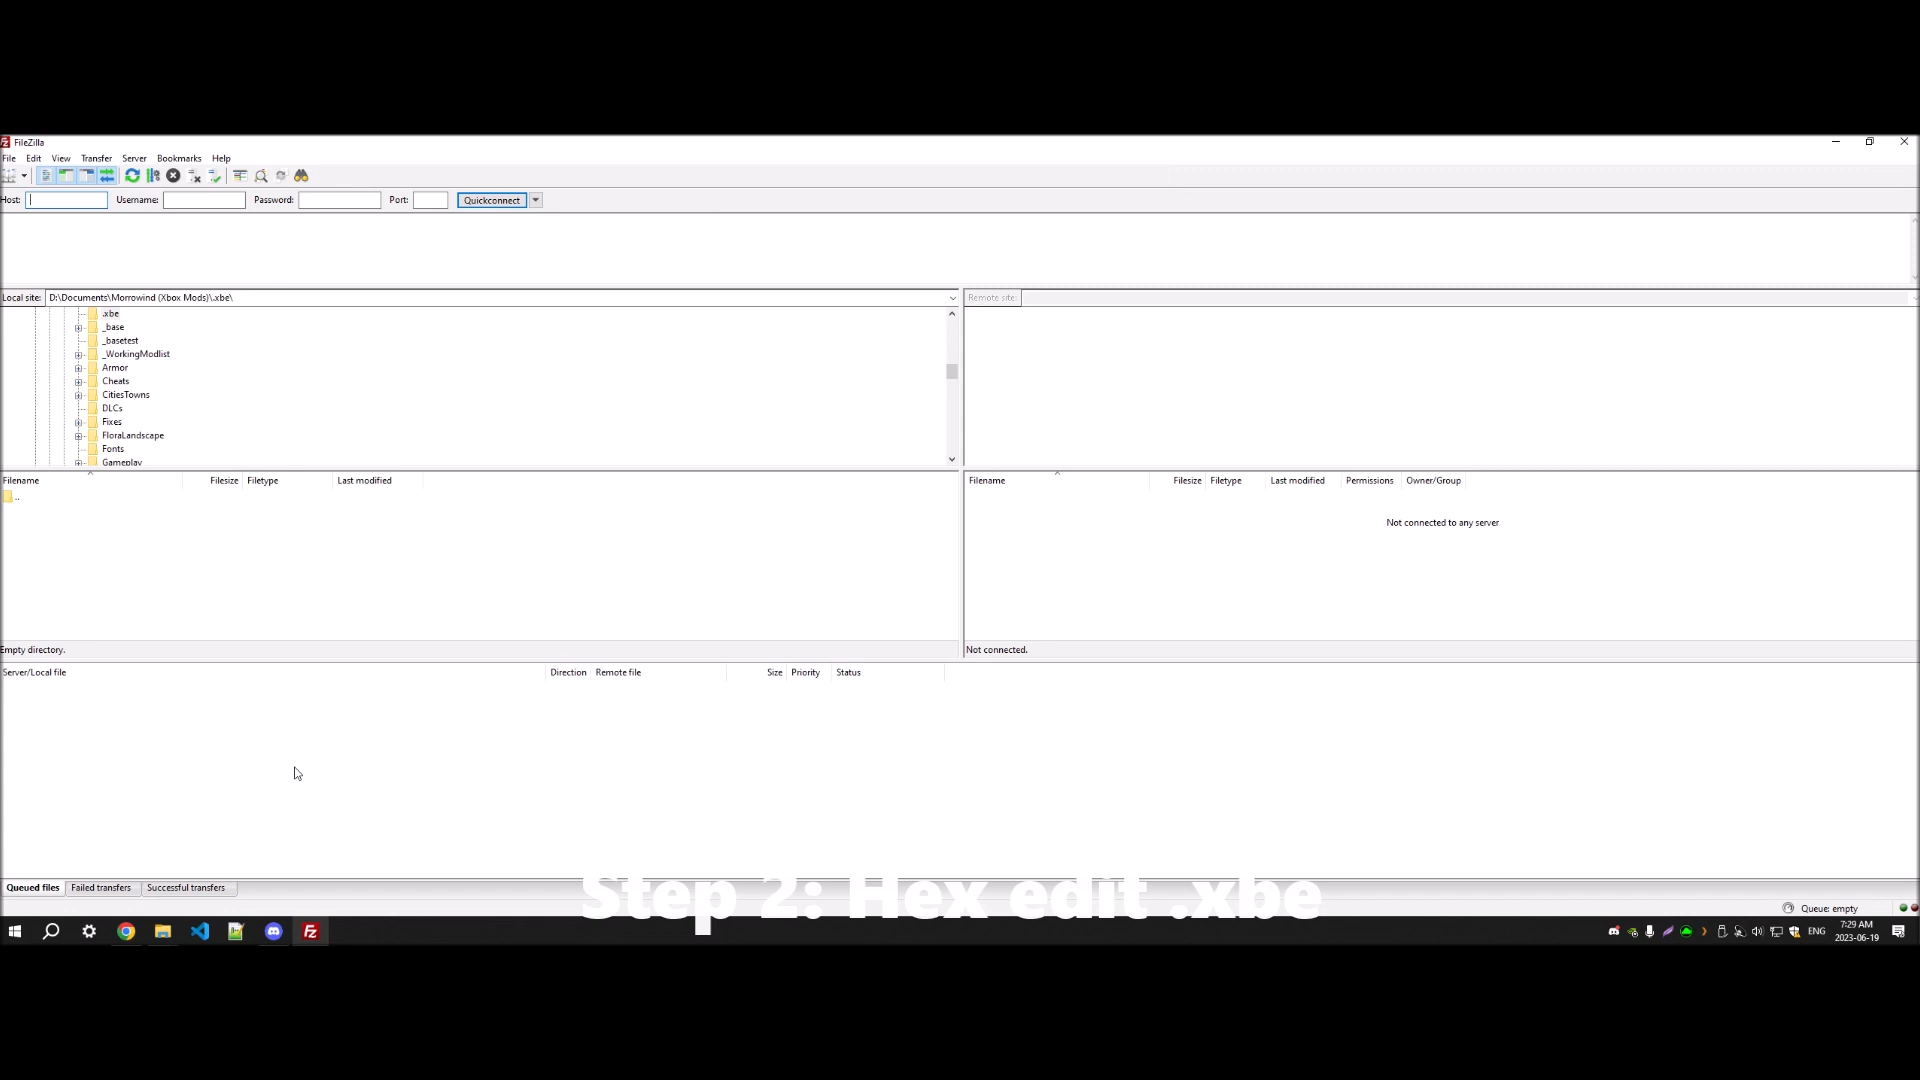 FileZilla
File Edit View Transfer Server Bookmarks Help
Host: Username: Password: Port: Quickconnect
Local site: D:\Documents\Morrowind (Xbox Mods)\.xbe\
Remote site:
.xbe
_base
_basetest
_WorkingModlist
Armor
Cheats
CitiesTowns
DLCs
Fixes
FloraLandscape
Fonts
Gameplay
Filename Filesize Filetype Last modified
..
Empty directory.
Filename Filesize Filetype Last modified Permissions Owner/Group
Not connected to any server
Not connected.
Server/Local file Direction Remote file Size Priority Status
Queued files Failed transfers Successful transfers
Step 2: Hex edit .xbe
Queue: empty
ENG
7:29 AM
2023-06-19